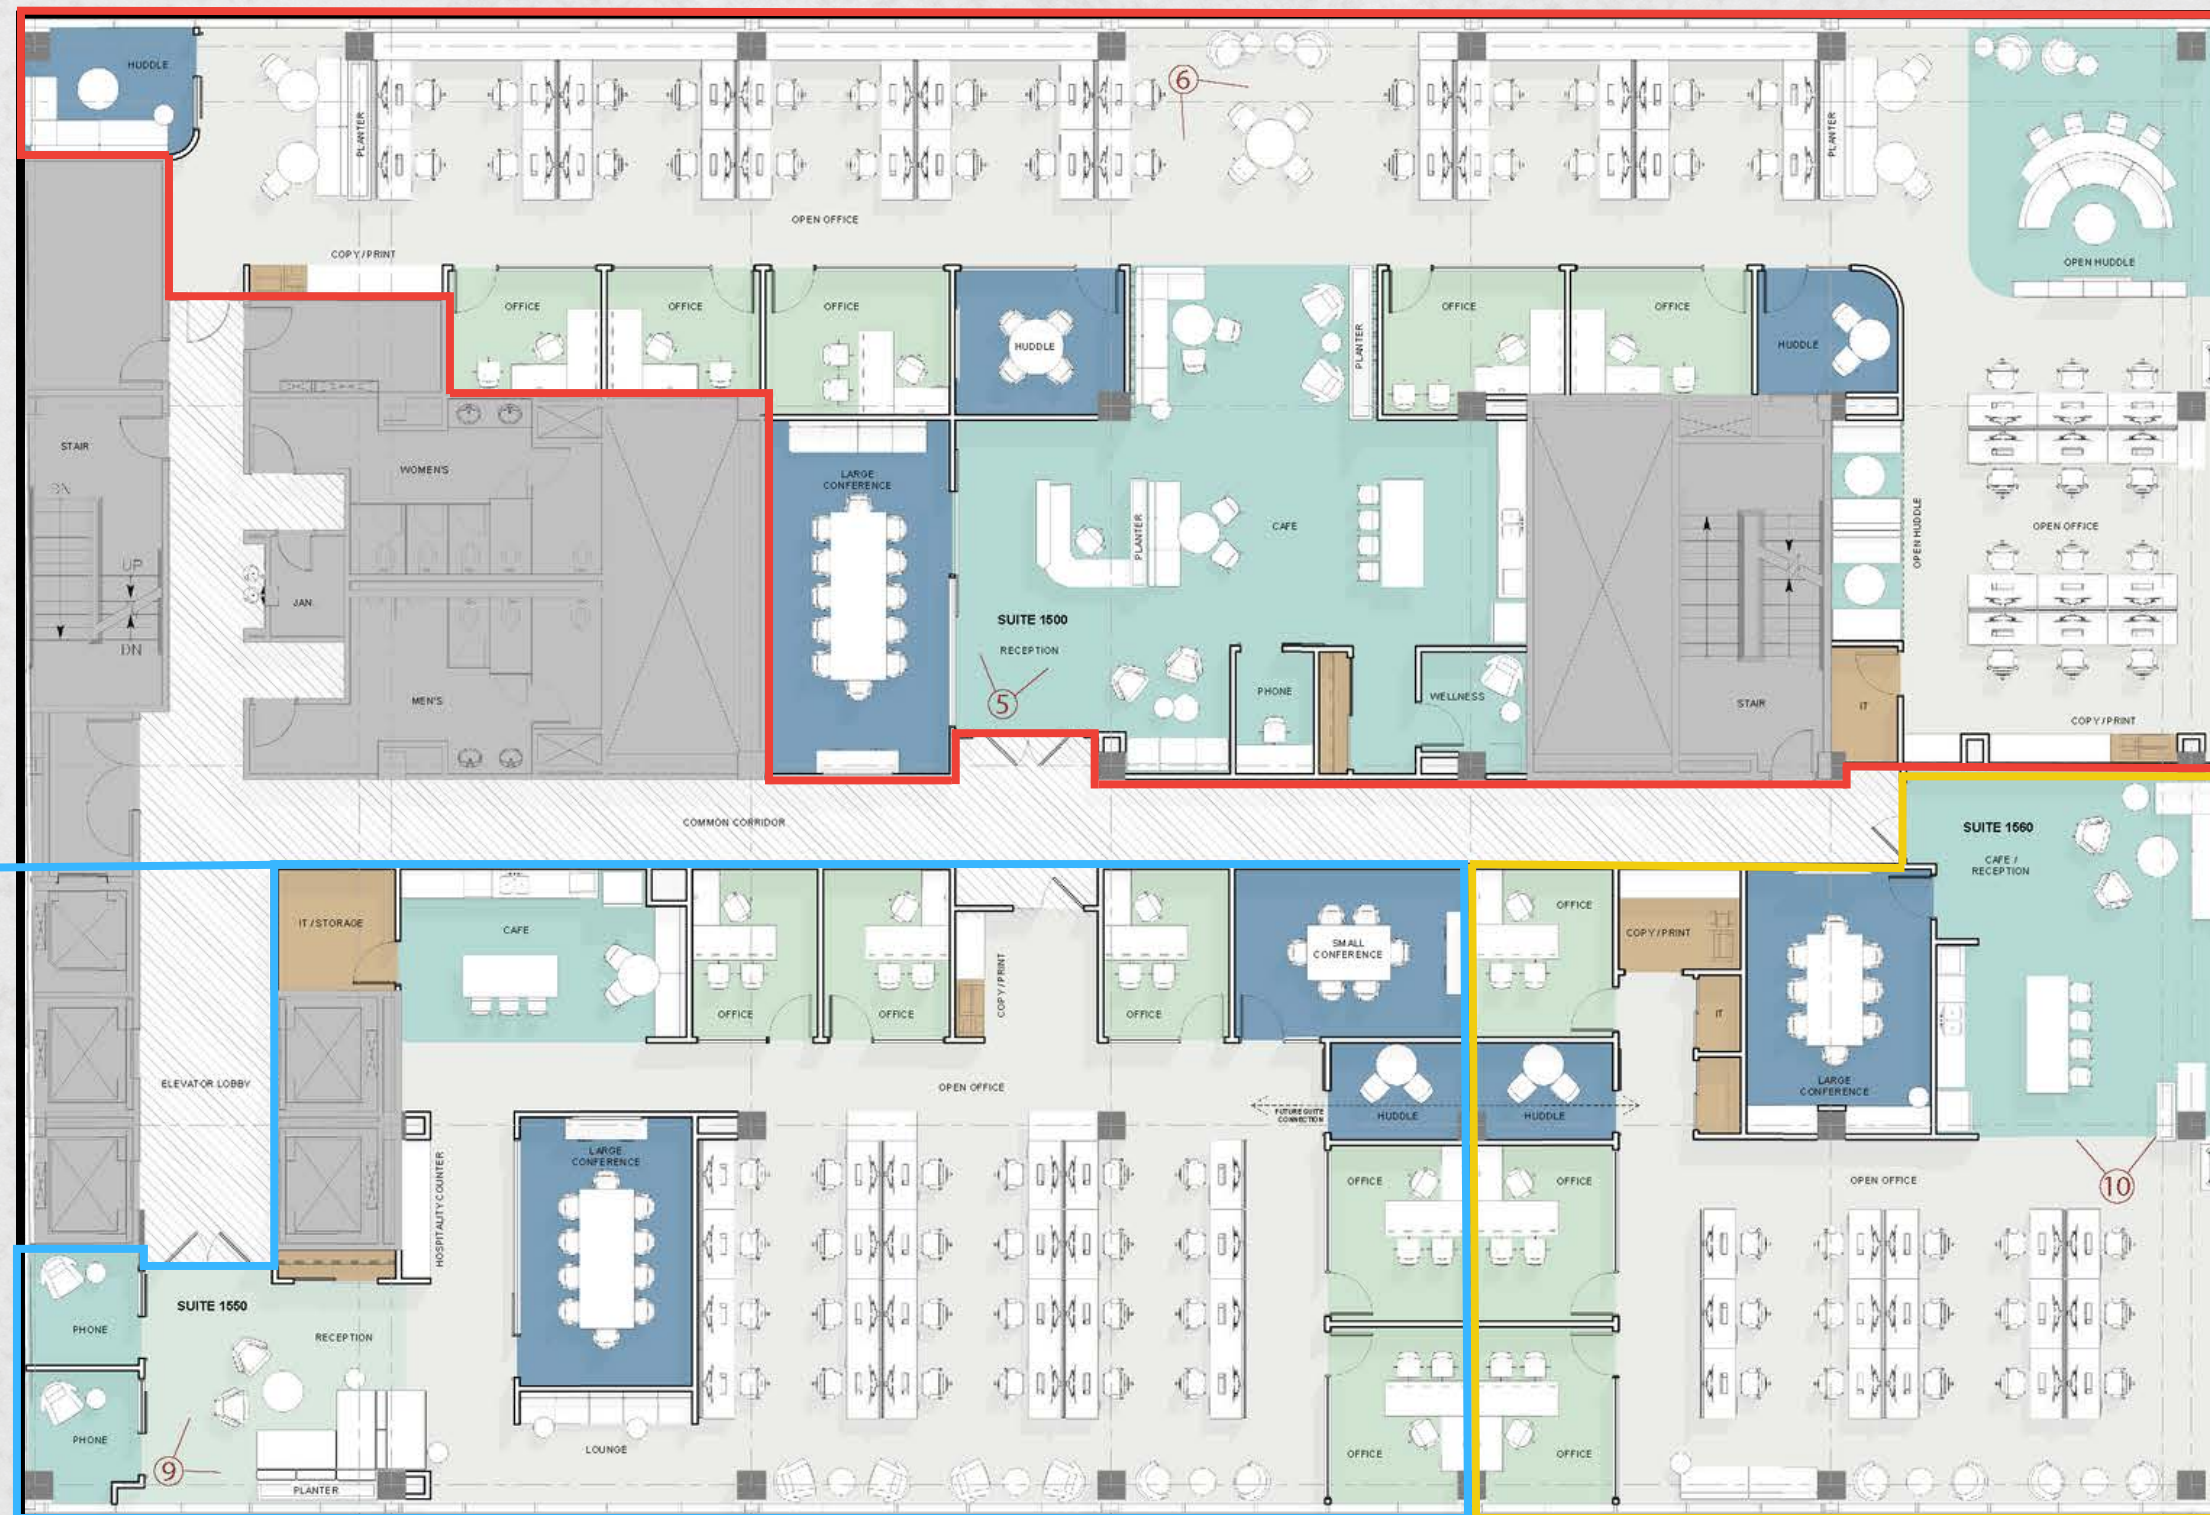 HUDDLE
PLANTER
6
PLANTER
OPEN OFFICE
COPY/PRINT
OPEN HUDDLE
OFFICE
OFFICE
OFFICE
HUDDLE
PLANTER
OFFICE
OFFICE
HUDDLE
STAIR
DN
WOMEN'S
LARGE
CONFERENCE
PLANTER
CAFE
OPEN HUDDLE
OPEN OFFICE
UP
JAN.
DN
SUITE 1500
RECEPTION
5
MEN'S
PHONE
WELLNESS
STAIR
IT
COPY/PRINT
COMMON CORRIDOR
SUITE 1560
CAFE /
RECEPTION
IT / STORAGE
CAFE
OFFICE
OFFICE
COPY/PRINT
OFFICE
SMALL
CONFERENCE
OFFICE
COPY/PRINT
IT
LARGE
CONFERENCE
ELEVATOR LOBBY
OPEN OFFICE
FUTURE SUITE
CONNECTION
HUDDLE
HUDDLE
HOSPITALITY COUNTER
LARGE
CONFERENCE
OFFICE
OFFICE
OPEN OFFICE
10
SUITE 1550
PHONE
RECEPTION
PHONE
9
PLANTER
LOUNGE
OFFICE
OFFICE